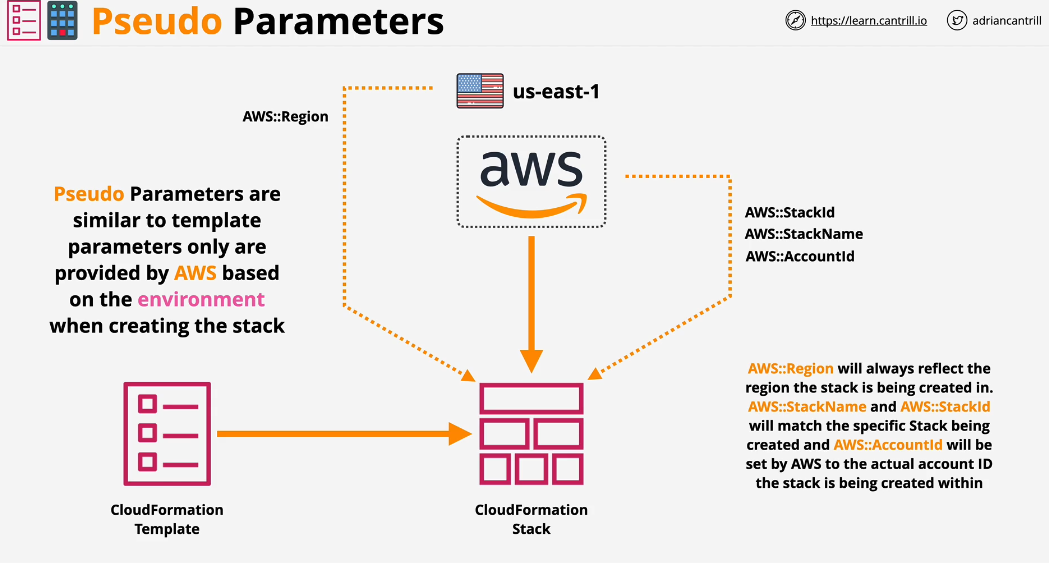 Pseudo Parameters
https://learn.cantrill.io
adriancantrill
us-east-1
AWS::Region
aws
Pseudo Parameters are
similar to template
parameters only are
provided by AWS based
on the environment
when creating the stack
AWS::StackId
AWS::StackName
AWS::AccountId
AWS::Region will always reflect the
region the stack is being created in.
AWS::StackName and AWS::StackId
will match the specific Stack being
created and AWS::AccountId will be
set by AWS to the actual account ID
the stack is being created within
CloudFormation
Template
CloudFormation
Stack